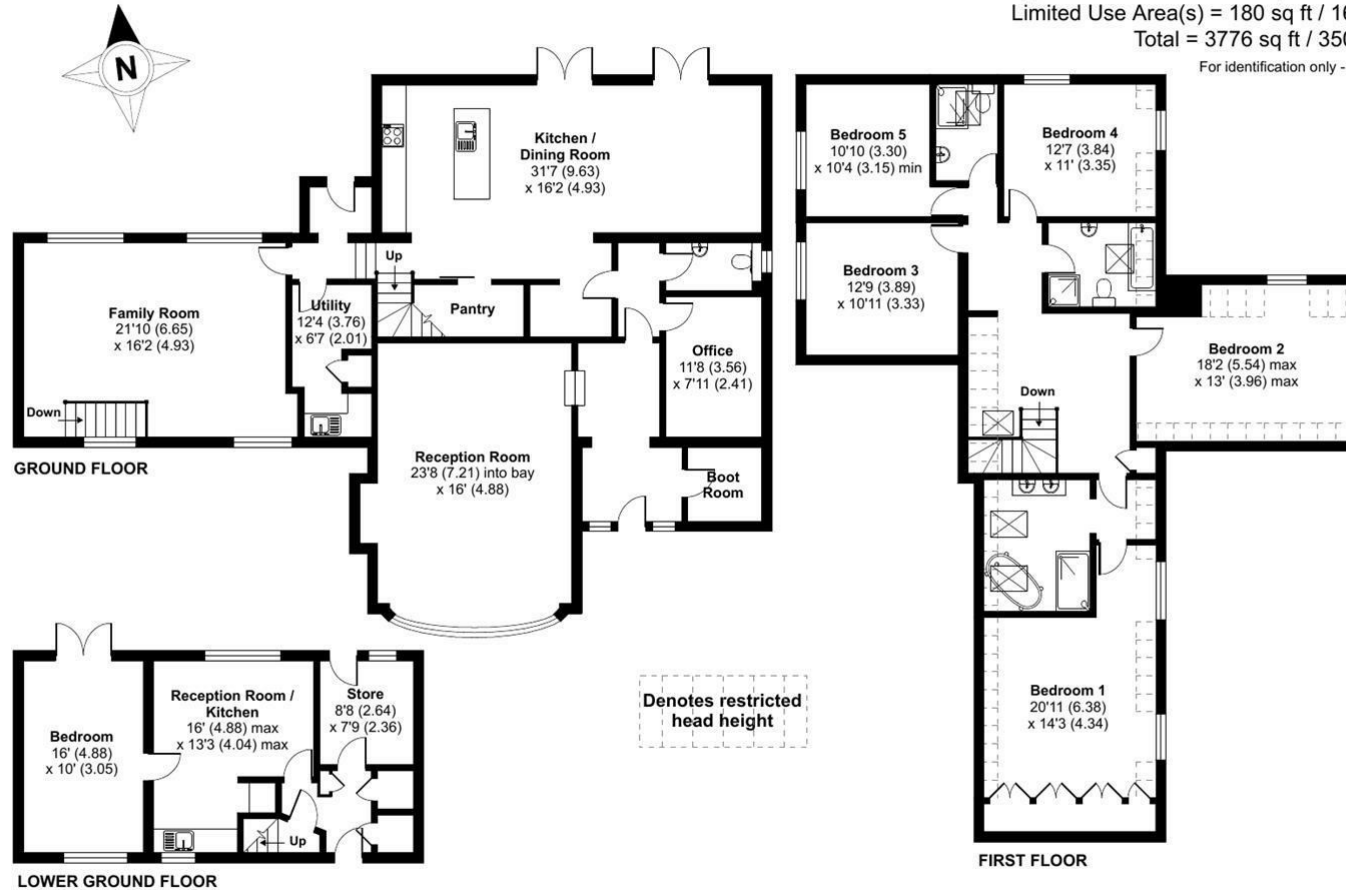 Limited Use Area(s) = 180 sq ft / 16
Total = 3776 sq ft / 350
For identification only -
N
Kitchen /
Dining Room
31'7 (9.63)
x 16'2 (4.93)
Up
Pantry
Family Room
21'10 (6.65)
x 16'2 (4.93)
Down
Utility
12'4 (3.76)
x 6'7 (2.01)
Office
11'8 (3.56)
x 7'11 (2.41)
Reception Room
23'8 (7.21) into bay
x 16' (4.88)
Boot
Room
GROUND FLOOR
Bedroom 5
10'10 (3.30)
x 10'4 (3.15) min
Bedroom 4
12'7 (3.84)
x 11' (3.35)
Bedroom 3
12'9 (3.89)
x 10'11 (3.33)
Bedroom 2
18'2 (5.54) max
x 13' (3.96) max
Down
Bedroom 1
20'11 (6.38)
x 14'3 (4.34)
FIRST FLOOR
Denotes restricted
head height
Bedroom
16' (4.88)
x 10' (3.05)
Reception Room /
Kitchen
16' (4.88) max
x 13'3 (4.04) max
Store
8'8 (2.64)
x 7'9 (2.36)
Up
LOWER GROUND FLOOR